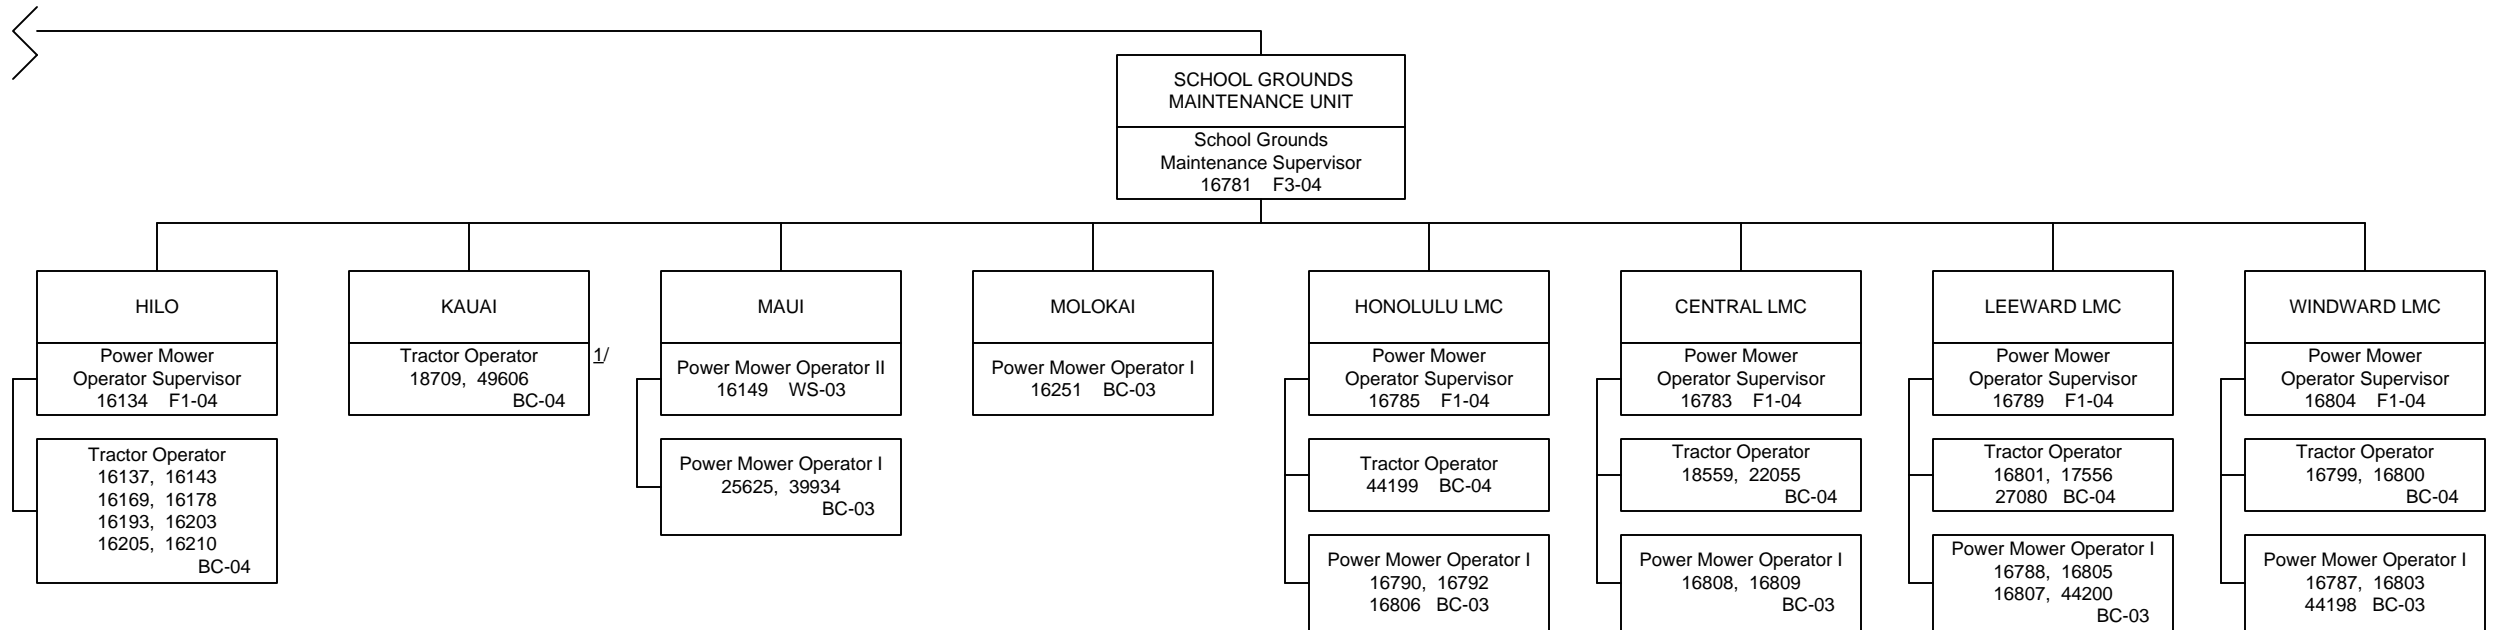 SCHOOL GROUNDS
MAINTENANCE UNIT
School Grounds
Maintenance Supervisor
16781 F3-04
HILO
Power Mower
Operator Supervisor
16134 F1-04
Tractor Operator
16137, 16143
16169, 16178
16193, 16203
16205, 16210
BC-04
KAUAI
Tractor Operator
18709, 49606
BC-04
1/
MAUI
Power Mower Operator II
16149 WS-03
Power Mower Operator I
25625, 39934
BC-03
MOLOKAI
Power Mower Operator I
16251 BC-03
HONOLULU LMC
Power Mower
Operator Supervisor
16785 F1-04
Tractor Operator
44199 BC-04
Power Mower Operator I
16790, 16792
16806 BC-03
CENTRAL LMC
Power Mower
Operator Supervisor
16783 F1-04
Tractor Operator
18559, 22055
BC-04
Power Mower Operator I
16808, 16809
BC-03
LEEWARD LMC
Power Mower
Operator Supervisor
16789 F1-04
Tractor Operator
16801, 17556
27080 BC-04
Power Mower Operator I
16788, 16805
16807, 44200
BC-03
WINDWARD LMC
Power Mower
Operator Supervisor
16804 F1-04
Tractor Operator
16799, 16800
BC-04
Power Mower Operator I
16787, 16803
44198 BC-03